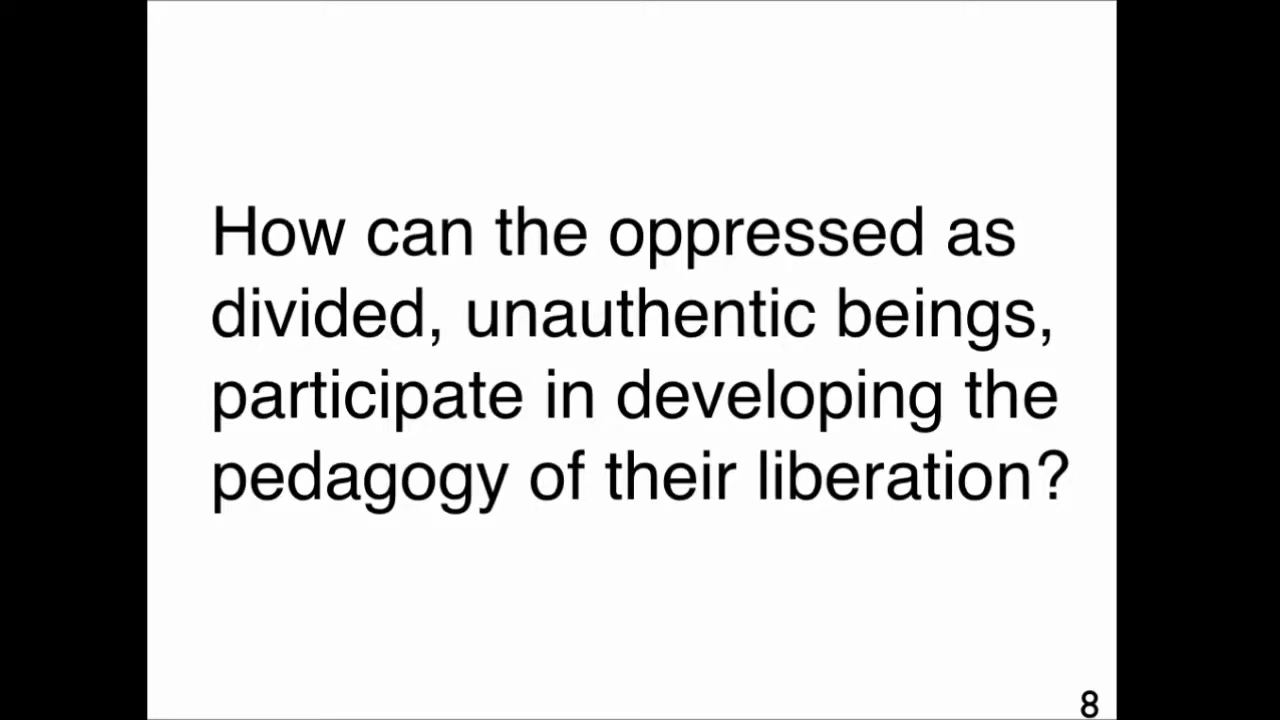 How can the oppressed as
divided, unauthentic beings,
participate in developing the
pedagogy of their liberation?
8